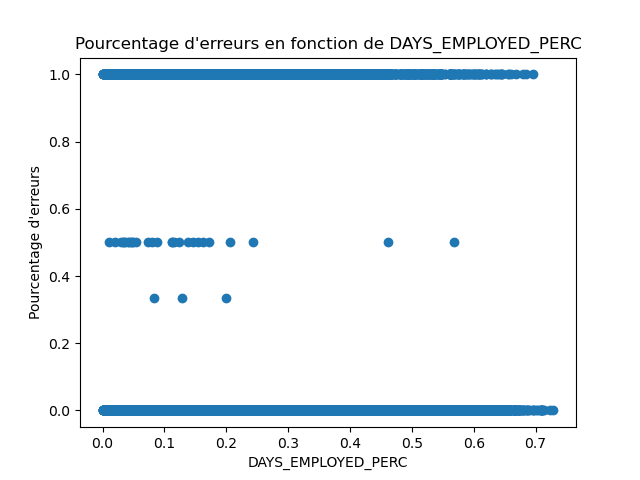 Pourcentage d'erreurs en fonction de DAYS_EMPLOYED_PERC
1.0
0.8
0.6
0.4
0.2
0.0
Pourcentage d'erreurs
0.0 0.1 0.2 0.3 0.4 0.5 0.6 0.7
DAYS_EMPLOYED_PERC